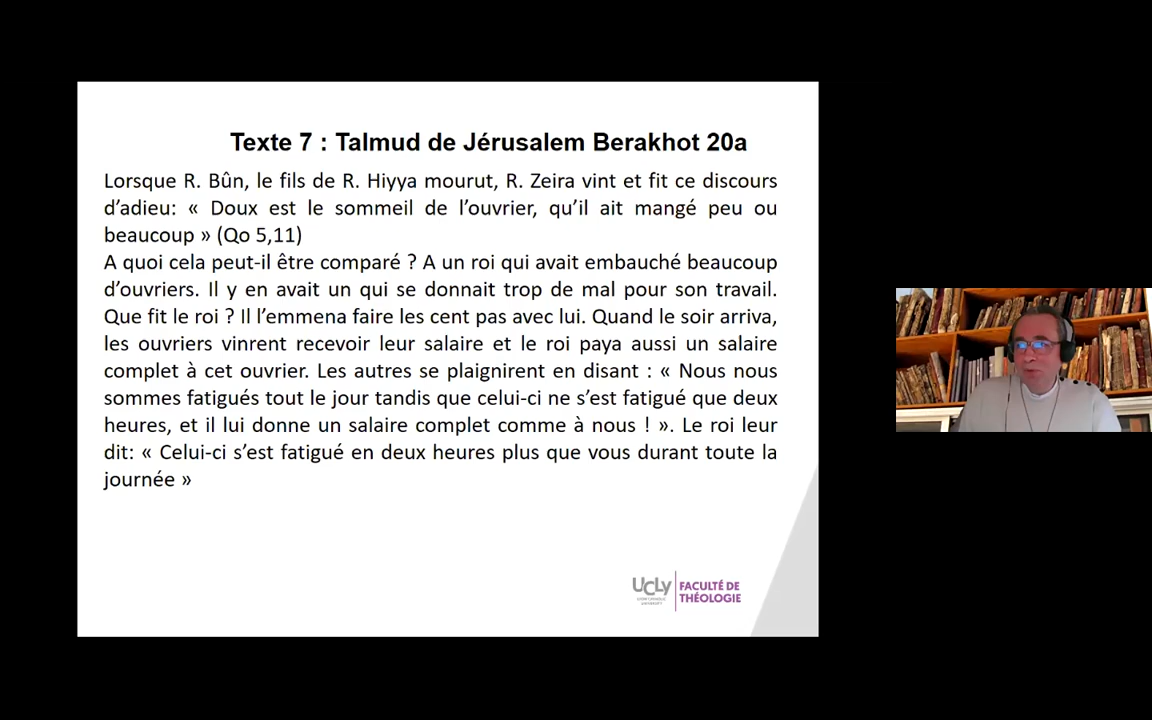 Texte 7 : Talmud de Jérusalem Berakhot 20a
Lorsque R. Bûn, le fils de R. Hiyya mourut, R. Zeira vint et fit ce discours
d’adieu: « Doux est le sommeil de l’ouvrier, qu’il ait mangé peu ou
beaucoup » (Qo 5,11)
A quoi cela peut-il être comparé ? A un roi qui avait embauché beaucoup
d’ouvriers. Il y en avait un qui se donnait trop de mal pour son travail.
Que fit le roi ? Il l’emmena faire les cent pas avec lui. Quand le soir arriva,
les ouvriers vinrent recevoir leur salaire et le roi paya aussi un salaire
complet à cet ouvrier. Les autres se plaignirent en disant : « Nous nous
sommes fatigués tout le jour tandis que celui-ci ne s’est fatigué que deux
heures, et il lui donne un salaire complet comme à nous ! ». Le roi leur
dit: « Celui-ci s’est fatigué en deux heures plus que vous durant toute la
journée »
UCLy
FACULTÉ DE
THÉOLOGIE